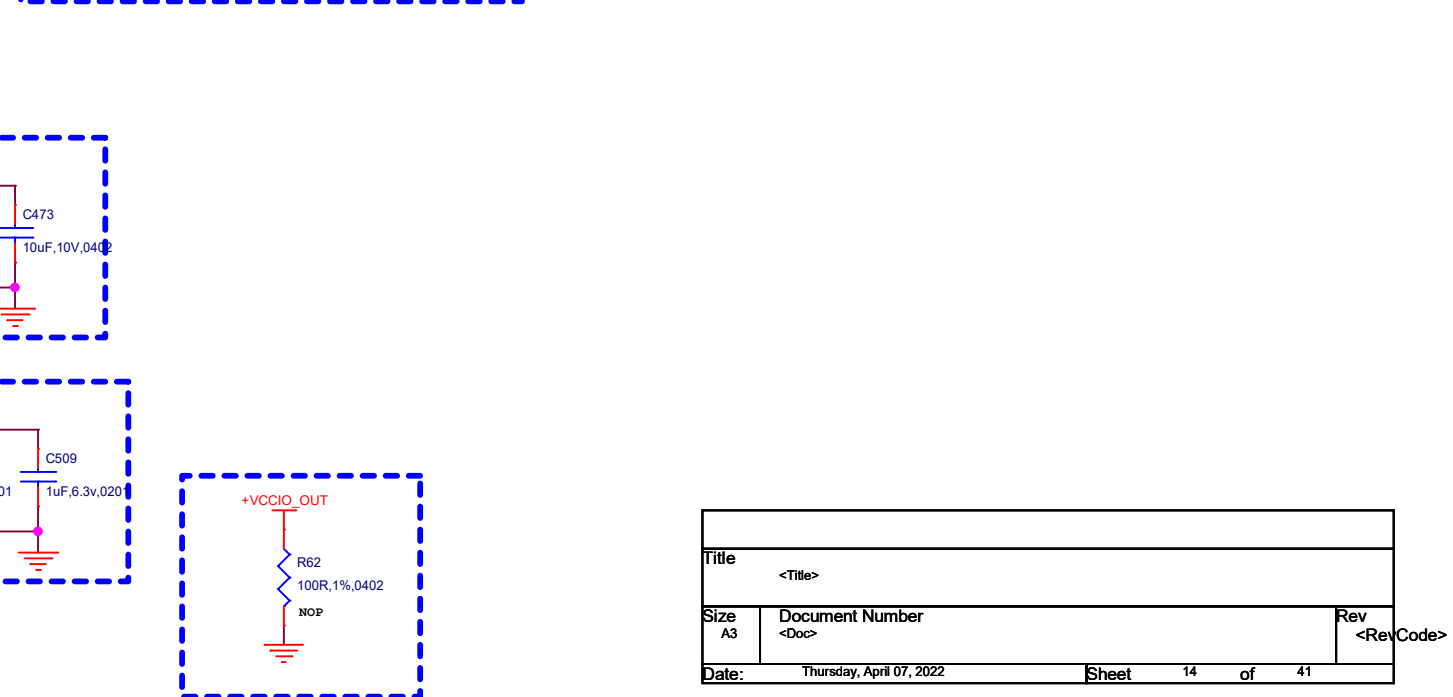 C473
10uF,10V,0402
C509
01
1uF,6.3v,0201
+VCCIO_OUT
R62
100R,1%,0402
NOP
Title
<Title>
Size
Document Number
Rev
A3
<Doc>
<RevCode>
Date:
Thursday, April 07, 2022
Sheet
14
of
41